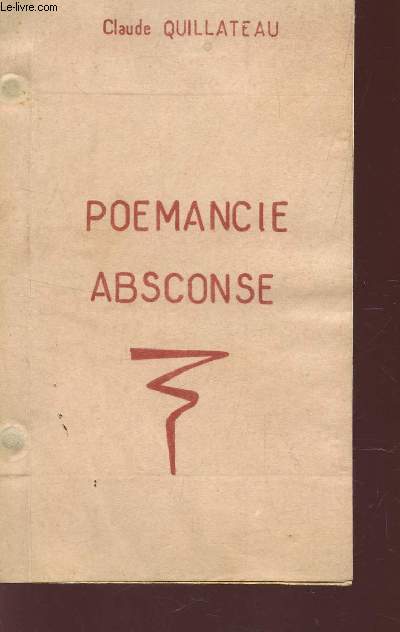 Le-livre.com
Claude QUILLATEAU
POEMANCIE
ABSCONSE